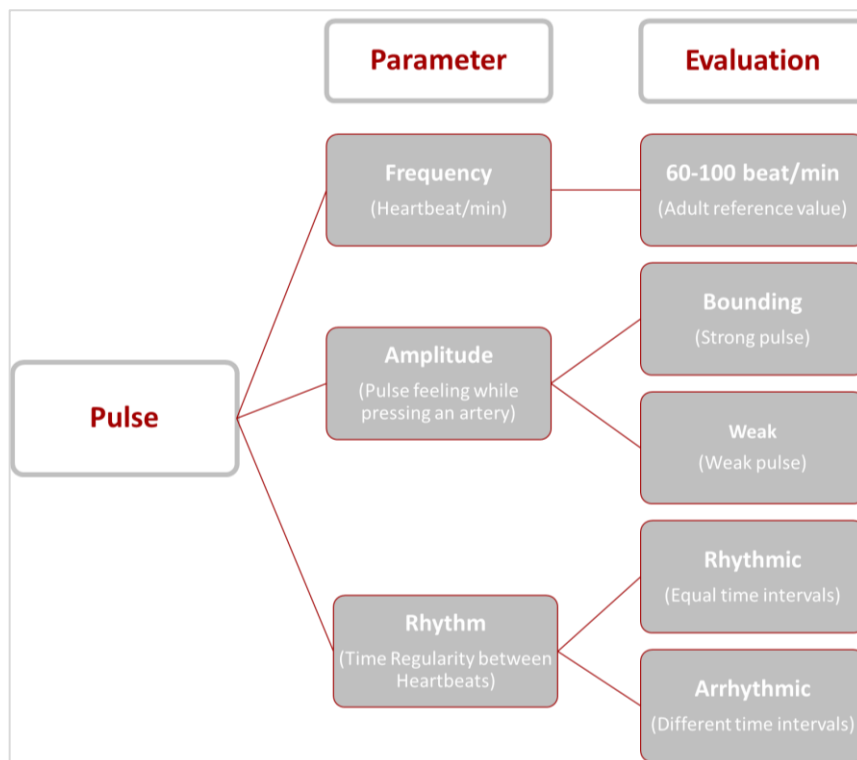 Parameter
Evaluation
Frequency
(Heartbeat/min)
60-100 beat/min
(Adult reference value)
Bounding
(Strong pulse)
Amplitude
(Pulse feeling while
pressing an artery)
Pulse
Weak
(Weak pulse)
Rhythmic
(Equal time intervals)
Rhythm
(Time Regularity between
Heartbeats)
Arrhythmic
(Different time intervals)